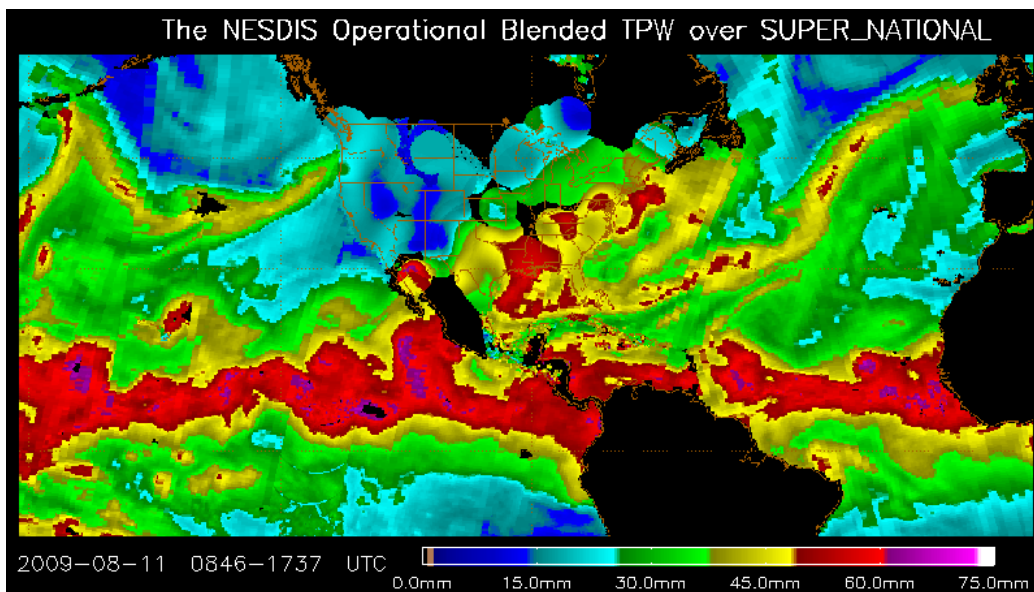 The NESDIS Operational Blended TPW over SUPER_NATIONAL
2009-08-11 0846-1737 UTC
0.0mm 15.0mm 30.0mm 45.0mm 60.0mm 75.0mm